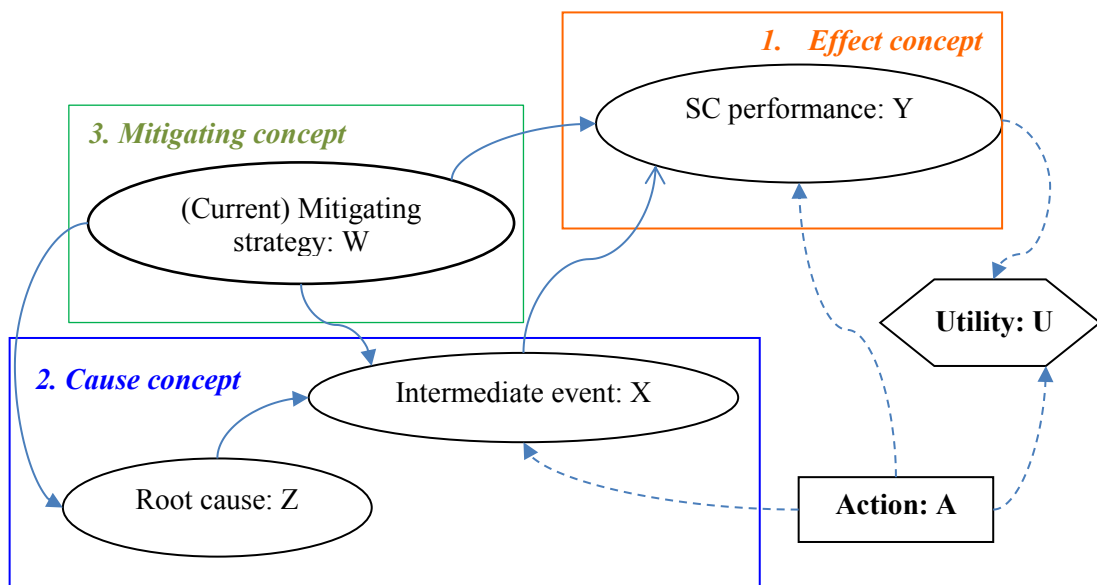 1. Effect concept
SC performance: Y
3. Mitigating concept
(Current) Mitigating
strategy: W
Utility: U
2. Cause concept
Intermediate event: X
Root cause: Z
Action: A